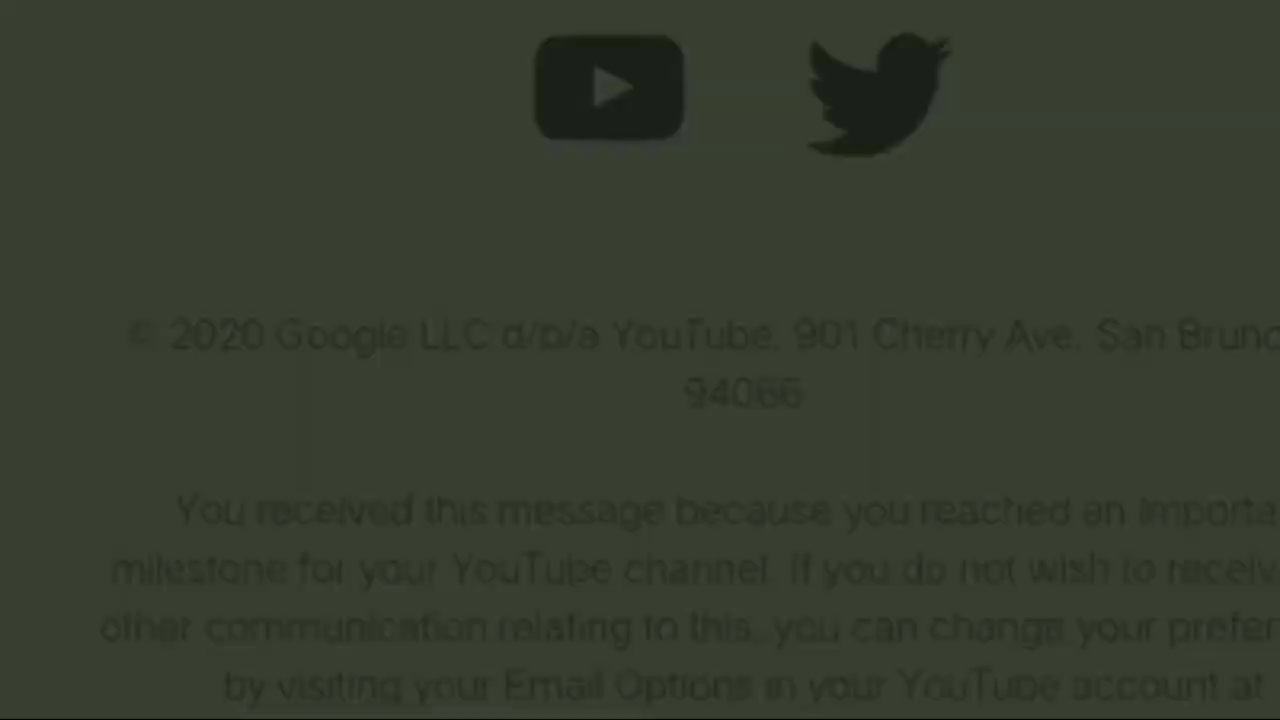 © 2020 Google LLC d/b/a YouTube, 901 Cherry Ave, San Bruno
94066
You received this message because you reached an importa
milestone for your YouTube channel. If you do not wish to receiv
other communication relating to this, you can change your prefer
by visiting your Email Options in your YouTube account at